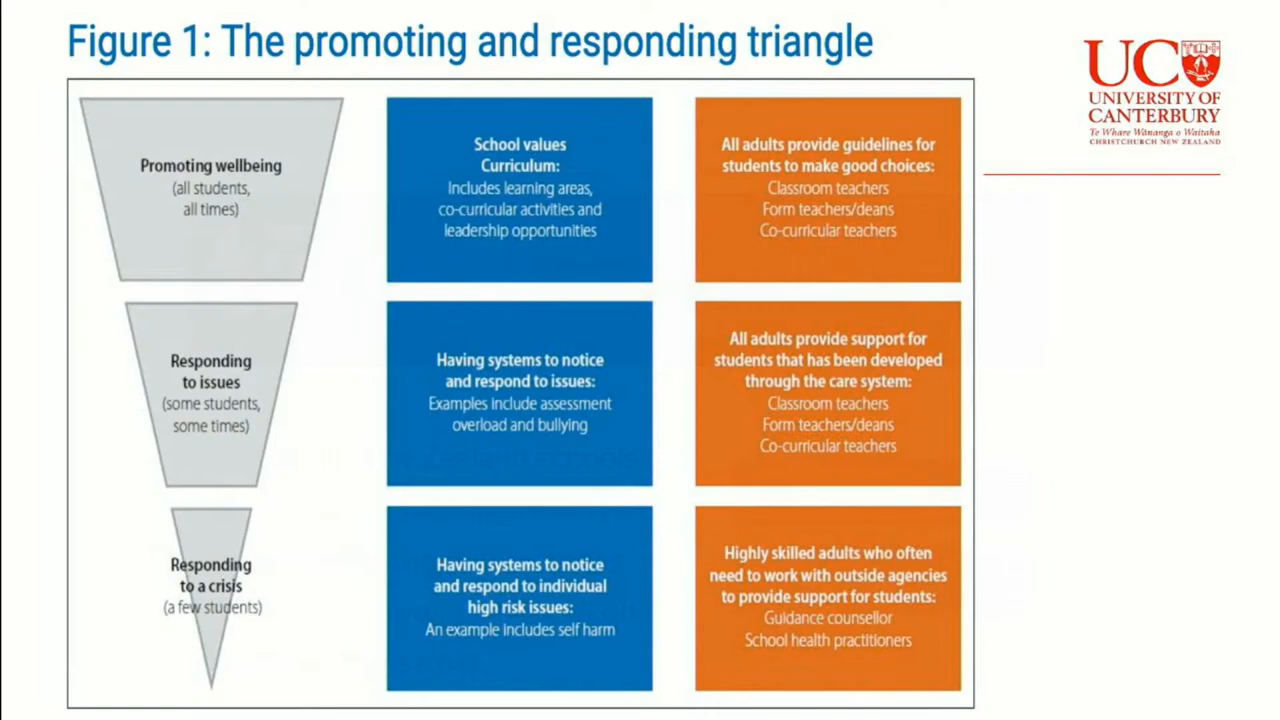 Figure 1: The promoting and responding triangle
UC
UNIVERSITY OF
CANTERBURY
Te Whare Wānanga o Waitaha
CHRISTCHURCH NEW ZEALAND
Promoting wellbeing
(all students,
all times)
School values
Curriculum:
Includes learning areas,
co-curricular activities and
leadership opportunities
All adults provide guidelines for
students to make good choices:
Classroom teachers
Form teachers/deans
Co-curricular teachers
Responding
to issues
(some students,
some times)
Having systems to notice
and respond to issues:
Examples include assessment
overload and bullying
All adults provide support for
students that has been developed
through the care system:
Classroom teachers
Form teachers/deans
Co-curricular teachers
Responding
to a crisis
(a few students)
Having systems to notice
and respond to individual
high risk issues:
An example includes self harm
Highly skilled adults who often
need to work with outside agencies
to provide support for students:
Guidance counsellor
School health practitioners